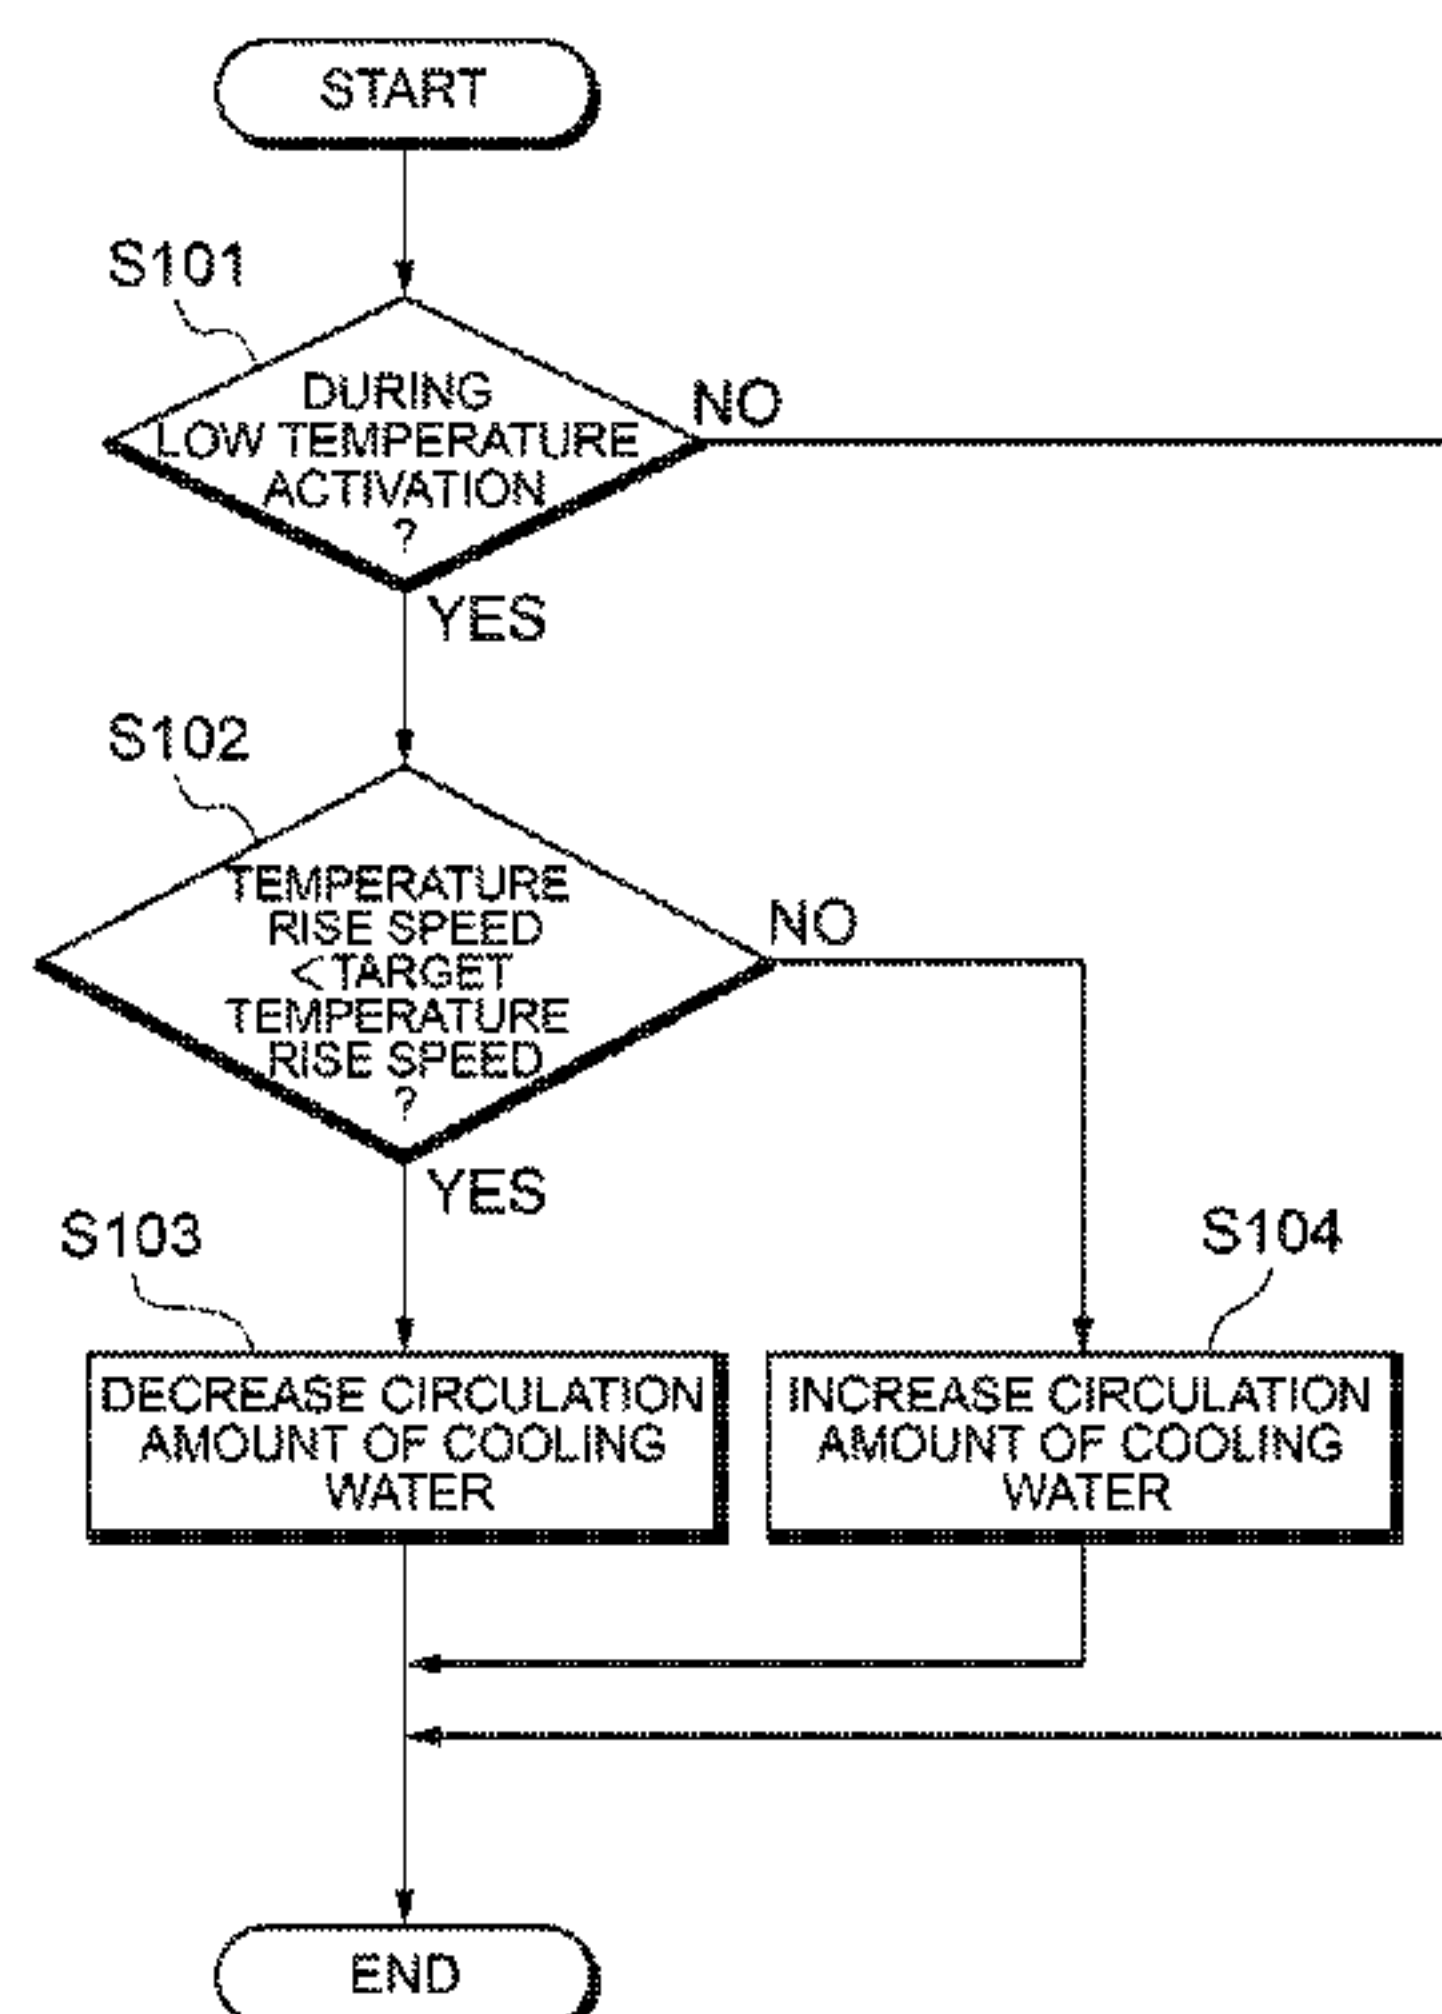 START
S101
DURING
LOW TEMPERATURE
ACTIVATION
?
NO
YES
S102
TEMPERATURE
RISE SPEED
<TARGET
TEMPERATURE
RISE SPEED
?
NO
YES
S103
DECREASE CIRCULATION
AMOUNT OF COOLING
WATER
S104
INCREASE CIRCULATION
AMOUNT OF COOLING
WATER
END